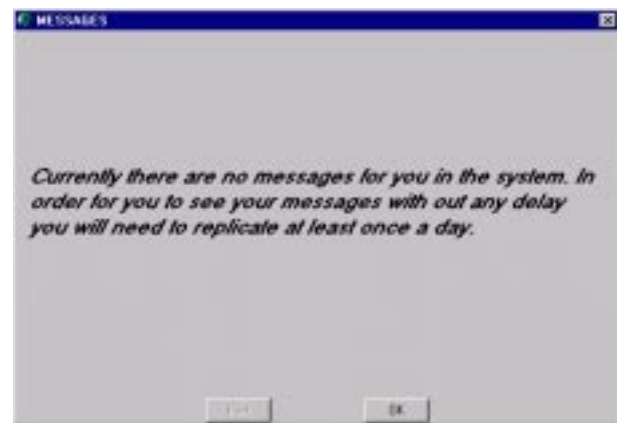 MESSAGES
Currently there are no messages for you in the system. In
order for you to see your messages with out any delay
you will need to replicate at least once a day.
OK